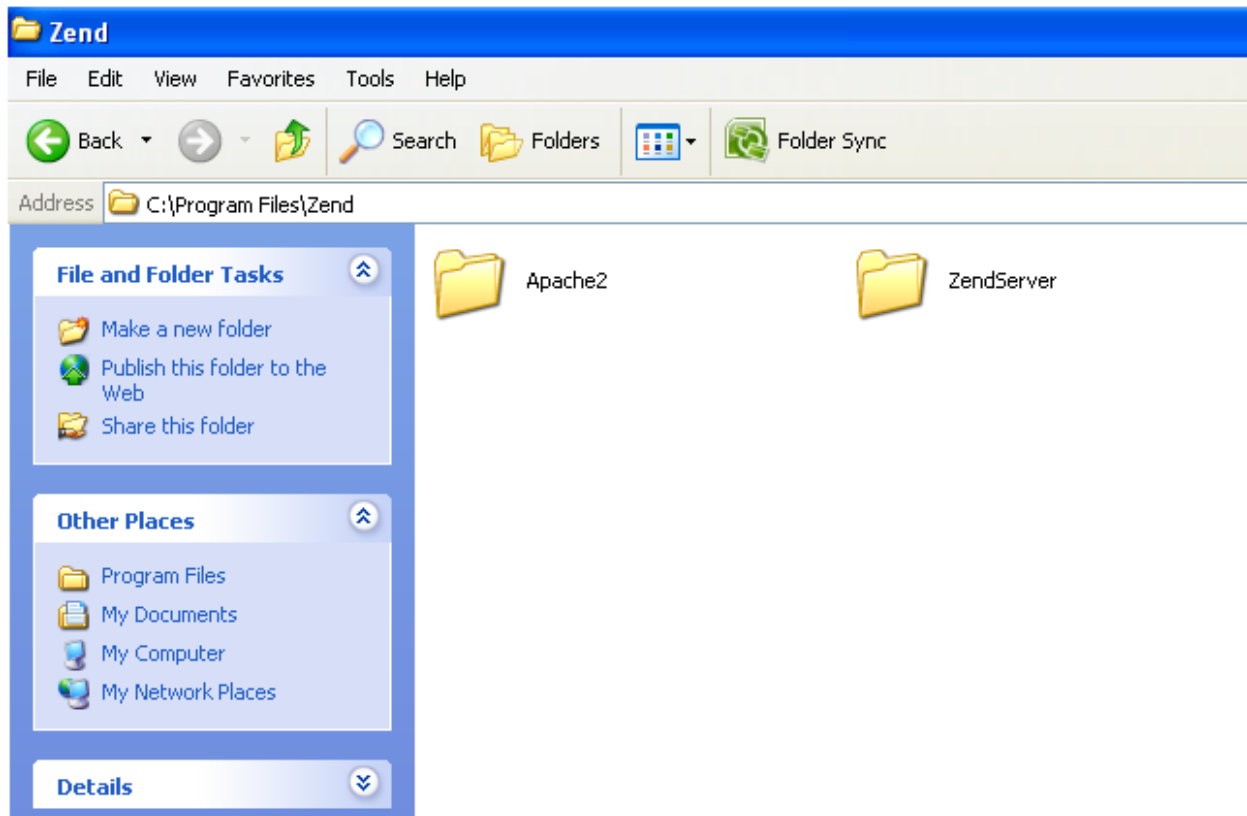 Zend
File Edit View Favorites Tools Help
Back Search Folders Folder Sync
Address C:\Program Files\Zend
File and Folder Tasks
Make a new folder
Publish this folder to the
Web
Share this folder
Other Places
Program Files
My Documents
My Computer
My Network Places
Details
Apache2
ZendServer